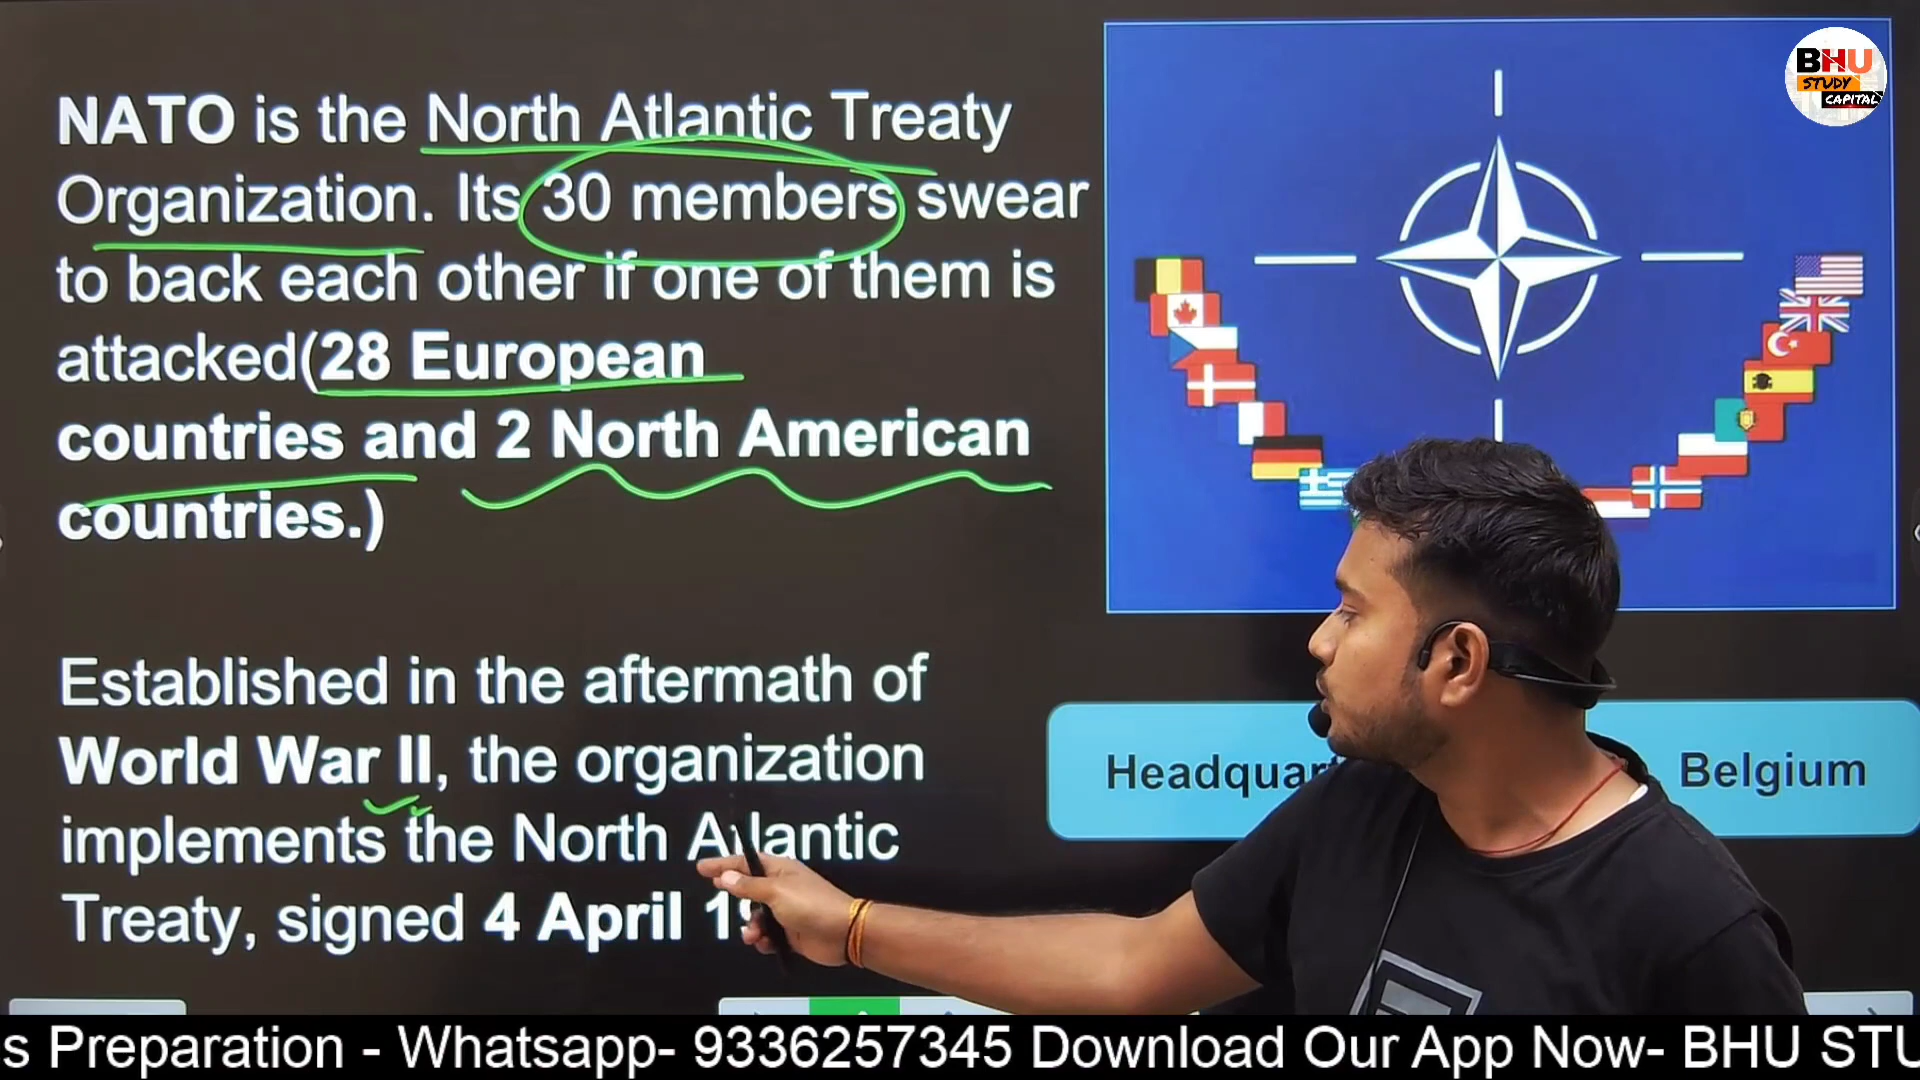 NATO is the North Atlantic Treaty
Organization. Its 30 members swear
to back each other if one of them is
attacked(28 European
countries and 2 North American
countries.)
Established in the aftermath of
World War II, the organization
implements the North Atlantic
Treaty, signed 4 April
BHU
STUDY
CAPITAL
Belgium
s Preparation - Whatsapp- 9336257345 Download Our App Now- BHU STU